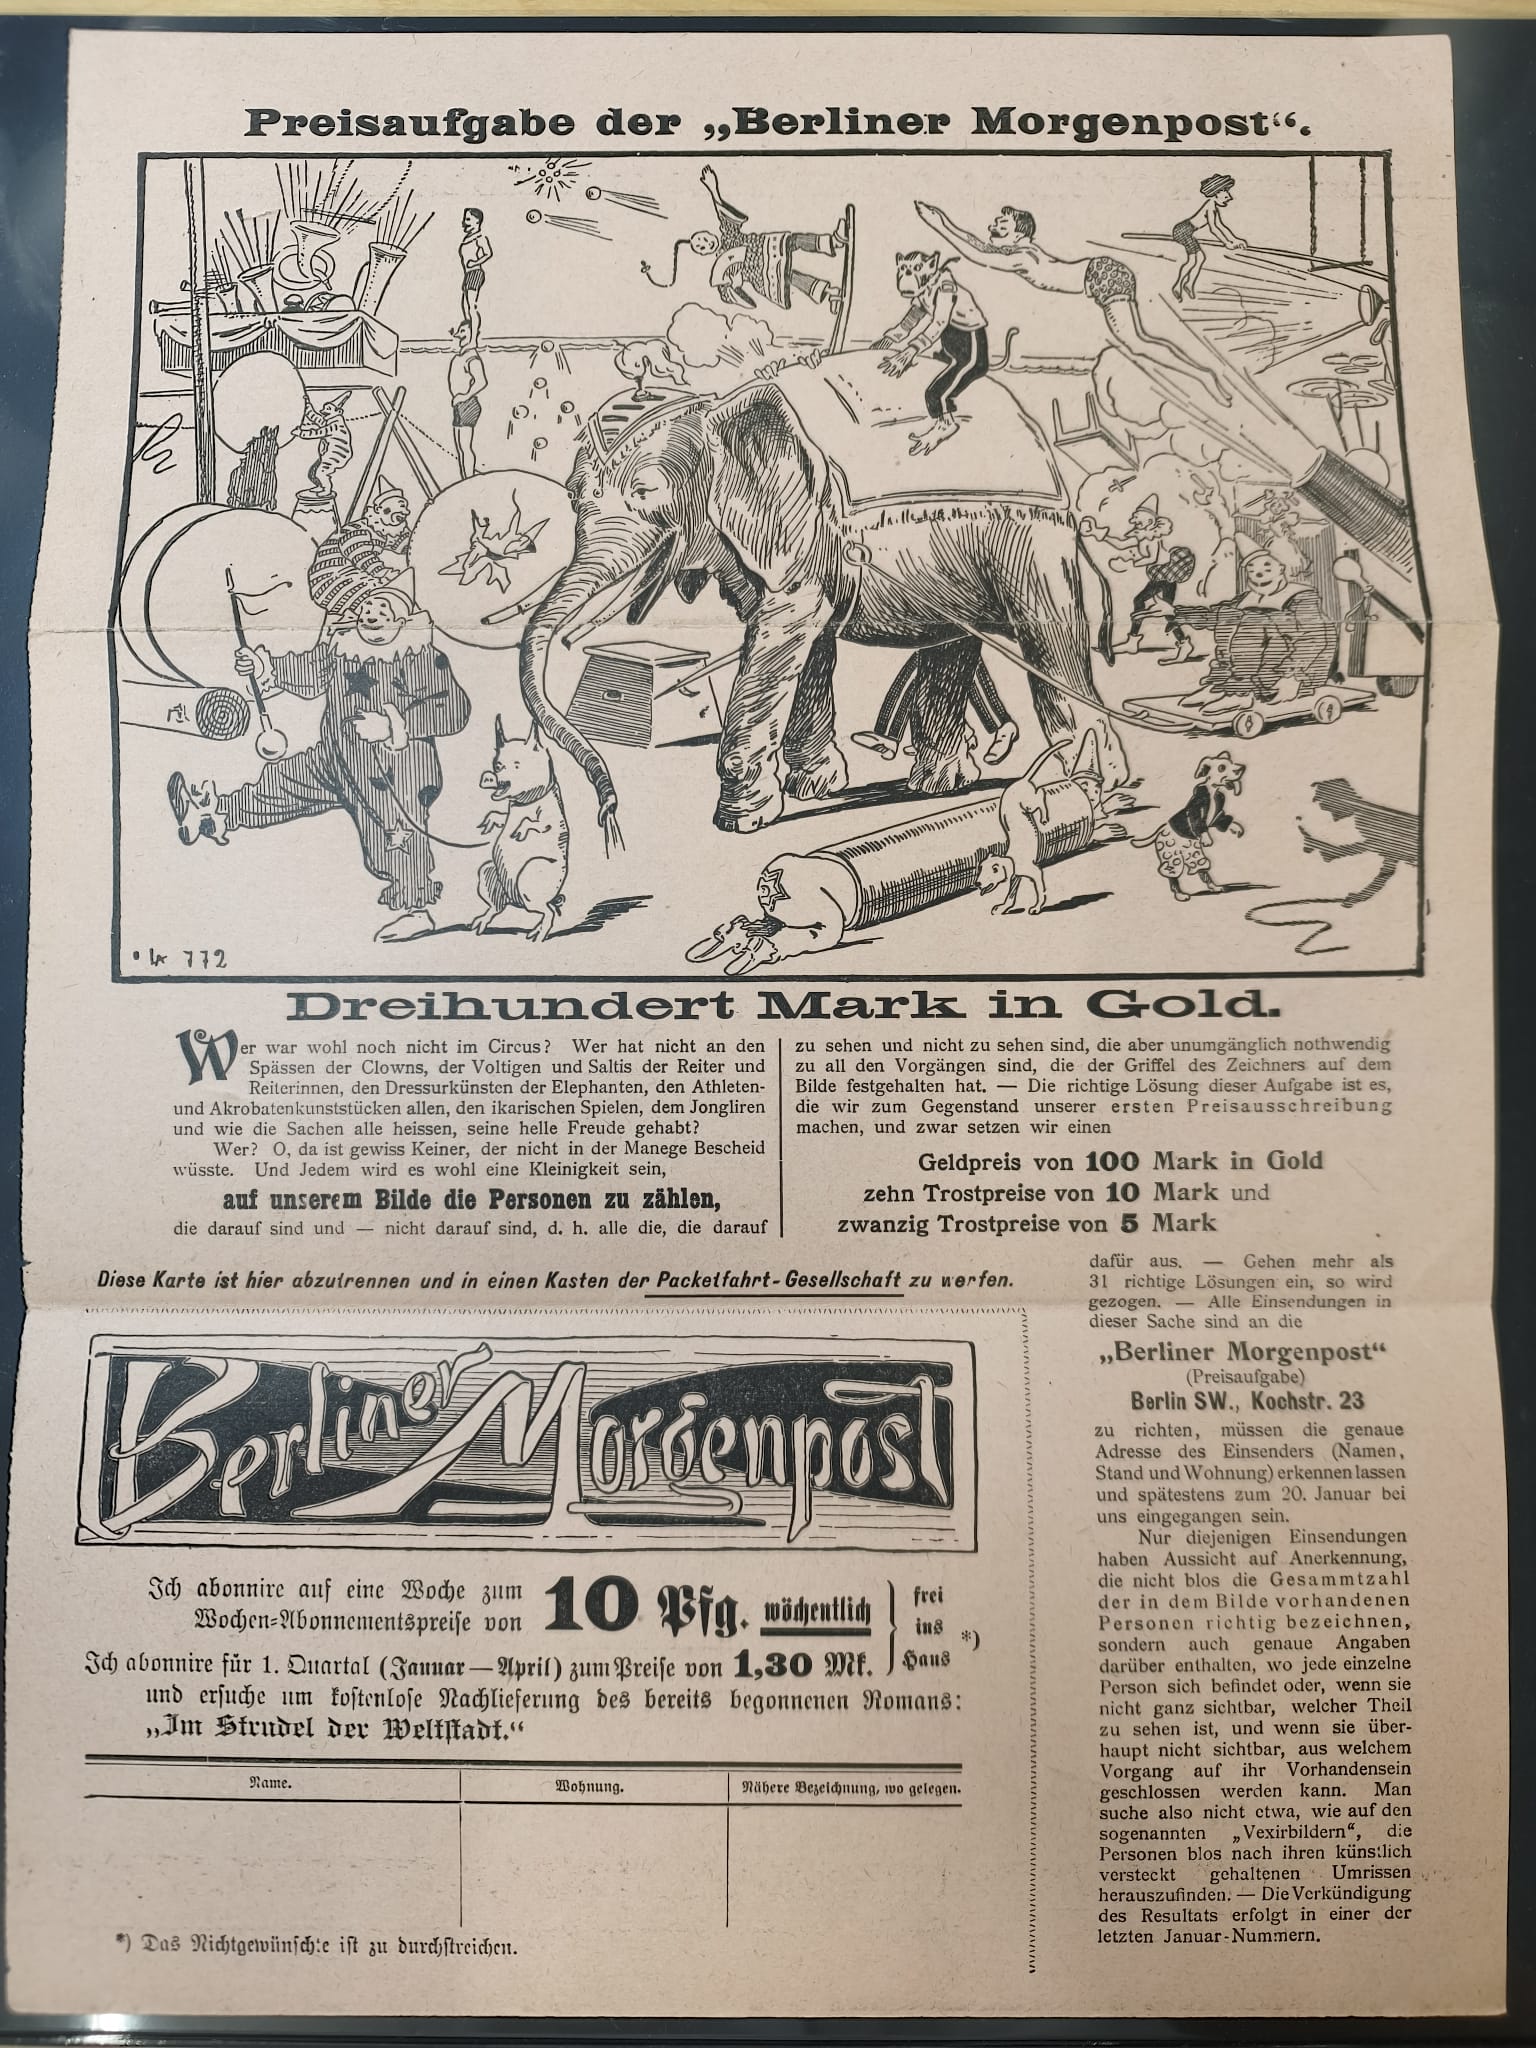 Preisaufgabe der „Berliner Morgenpost“.
772
Dreihundert Mark in Gold.
Wer war wohl noch nicht im Circus? Wer hat nicht an den
Spässen der Clowns, der Voltigen und Saltis der Reiter und
Reiterinnen, den Dressurkünsten der Elephanten, den Athleten-
und Akrobatenkunststücken allen, den ikarischen Spielen, dem Jongliren
und wie die Sachen alle heissen, seine helle Freude gehabt?
Wer? O, da ist gewiss Keiner, der nicht in der Manege Bescheid
wüsste. Und Jedem wird es wohl eine Kleinigkeit sein,
auf unserem Bilde die Personen zu zählen,
die darauf sind und — nicht darauf sind, d. h. alle die, die darauf
zu sehen und nicht zu sehen sind, die aber unumgänglich nothwendig
zu all den Vorgängen sind, die der Griffel des Zeichners auf dem
Bilde festgehalten hat. — Die richtige Lösung dieser Aufgabe ist es,
die wir zum Gegenstand unserer ersten Preisausschreibung
machen, und zwar setzen wir einen
Geldpreis von 100 Mark in Gold
zehn Trostpreise von 10 Mark und
zwanzig Trostpreise von 5 Mark
dafür aus. — Gehen mehr als
31 richtige Lösungen ein, so wird
gezogen. — Alle Einsendungen in
dieser Sache sind an die
„Berliner Morgenpost“
(Preisaufgabe)
Berlin SW., Kochstr. 23
zu richten, müssen die genaue
Adresse des Einsenders (Namen,
Stand und Wohnung) erkennen lassen
und spätestens zum 20. Januar bei
uns eingegangen sein.
Nur diejenigen Einsendungen
haben Aussicht auf Anerkennung,
die nicht blos die Gesammtzahl
der in dem Bilde vorhandenen
Personen richtig bezeichnen,
sondern auch genaue Angaben
darüber enthalten, wo jede einzelne
Person sich befindet oder, wenn sie
nicht ganz sichtbar, welcher Theil
zu sehen ist, und wenn sie über-
haupt nicht sichtbar, aus welchem
Vorgang auf ihr Vorhandensein
geschlossen werden kann. Man
suche also nicht etwa, wie auf den
sogenannten „Vexirbildern“, die
Personen blos nach ihren künstlich
versteckt gehaltenen Umrissen
herauszufinden. — Die Verkündigung
des Resultats erfolgt in einer der
letzten Januar-Nummern.
Diese Karte ist hier abzutrennen und in einen Kasten der Packetfahrt-Gesellschaft zu werfen.
Berliner Morgenpost
Ich abonnire auf eine Woche zum
Wochen-Abonnementspreise von 10 Pfg. wöchentlich
Ich abonnire für 1. Quartal (Januar—April) zum Preise von 1,30 Mk.
frei
ins
Haus
*)
und ersuche um kostenlose Nachlieferung des bereits begonnenen Romans:
„Im Strudel der Weltstadt.“
Name. Wohnung. Nähere Bezeichnung, wo gelegen.
*) Das Nichtgewünschte ist zu durchstreichen.